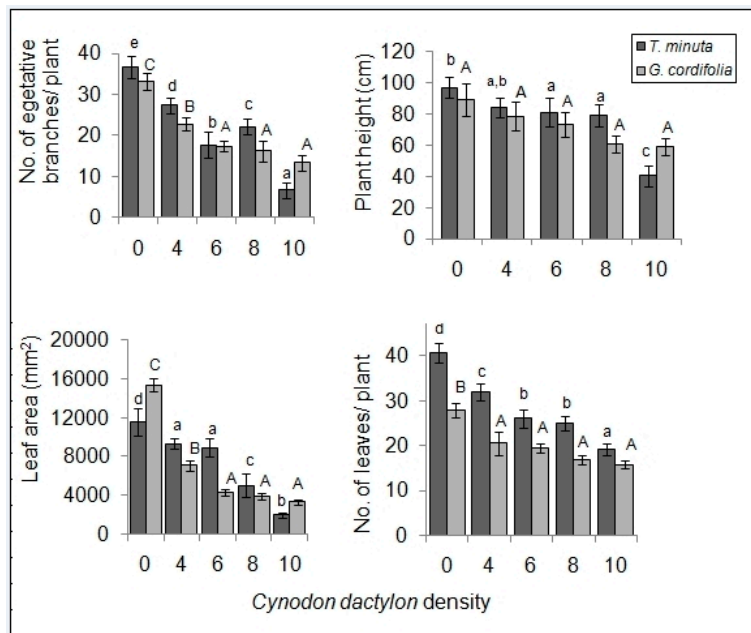 No. of egetative
branches/ plant
40
30
20
10
0
e
C
d
B
b
A
c
A
a
A
0 4 6 8 10
Plant height (cm)
120
100
80
60
40
20
0
b
A
a,b
A
a
A
a
A
c
A
0 4 6 8 10
T. minuta
G. cordifolia
Leaf area (mm²)
20000
16000
12000
8000
4000
0
d
C
a
B
a
A
c
A
b
A
0 4 6 8 10
No. of leaves/ plant
40
30
20
10
0
d
B
c
A
b
A
b
A
a
A
0 4 6 8 10
Cynodon dactylon density